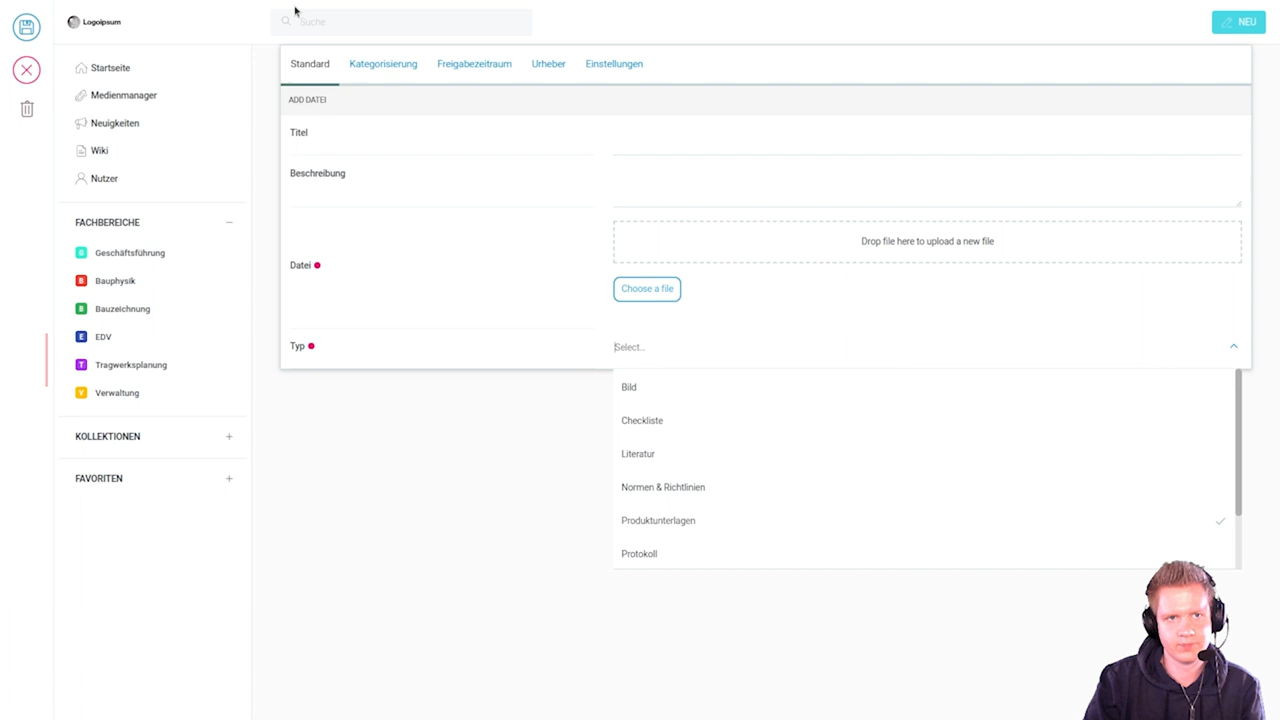 Logoipsum
Suche
NEU
Startseite
Medienmanager
Neuigkeiten
Wiki
Nutzer
FACHBEREICHE
G Geschäftsführung
B Bauphysik
B Bauzeichnung
E EDV
T Tragwerksplanung
V Verwaltung
KOLLEKTIONEN
FAVORITEN
Standard Kategorisierung Freigabezeitraum Urheber Einstellungen
ADD DATEI
Titel
Beschreibung
Drop file here to upload a new file
Datei
Choose a file
Typ
Select...
Bild
Checkliste
Literatur
Normen & Richtlinien
Produktunterlagen
Protokoll